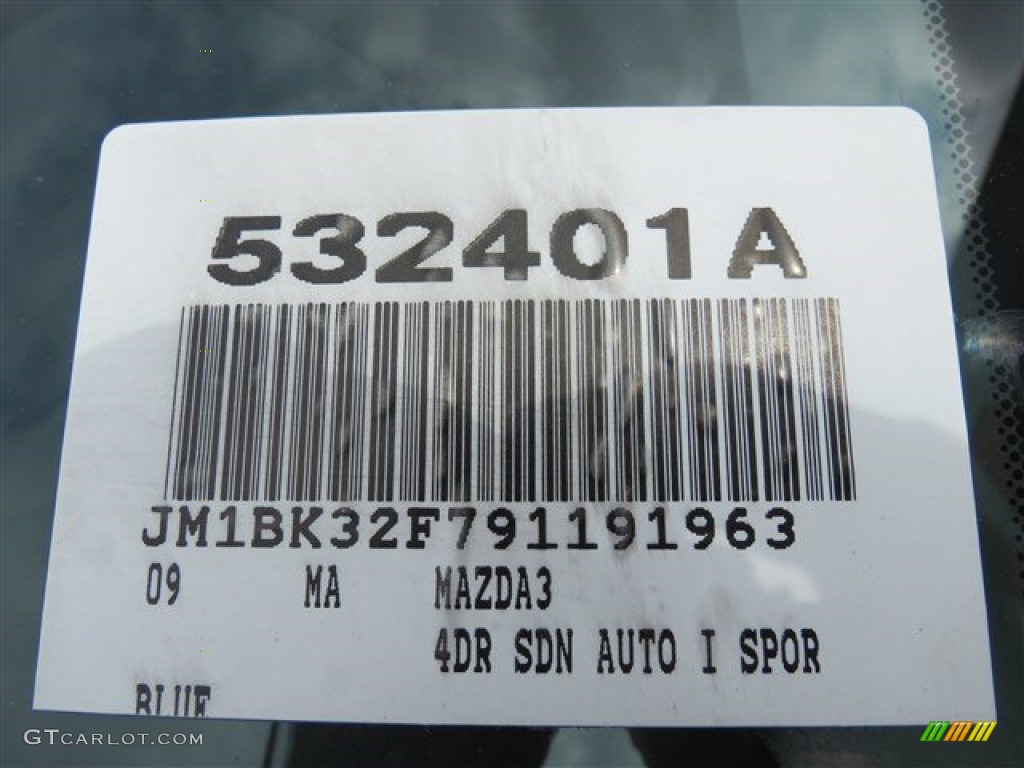 532401A
JM1BK32F791191963
09 MA MAZDA3
4DR SDN AUTO I SPOR
BLUE
GTCARLOT.COM